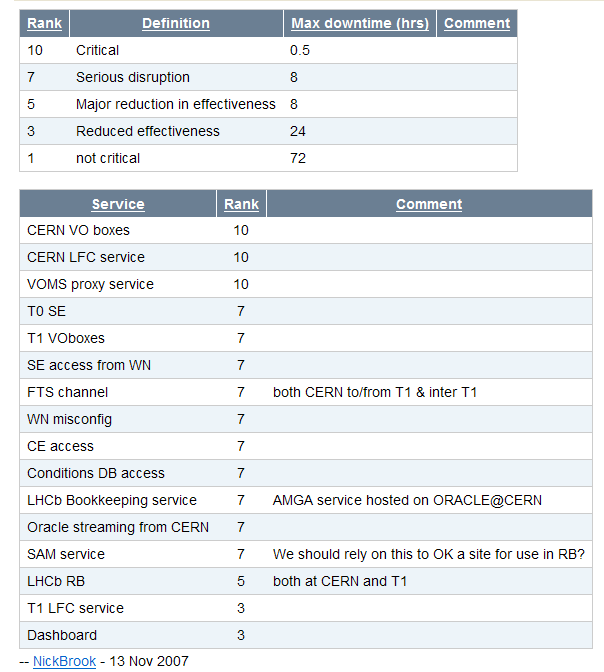 Rank Definition Max downtime (hrs) Comment
10 Critical 0.5
7 Serious disruption 8
5 Major reduction in effectiveness 8
3 Reduced effectiveness 24
1 not critical 72
Service Rank Comment
CERN VO boxes 10
CERN LFC service 10
VOMS proxy service 10
T0 SE 7
T1 VOboxes 7
SE access from WN 7
FTS channel 7 both CERN to/from T1 & inter T1
WN misconfig 7
CE access 7
Conditions DB access 7
LHCb Bookkeeping service 7 AMGA service hosted on ORACLE@CERN
Oracle streaming from CERN 7
SAM service 7 We should rely on this to OK a site for use in RB?
LHCb RB 5 both at CERN and T1
T1 LFC service 3
Dashboard 3
-- NickBrook - 13 Nov 2007